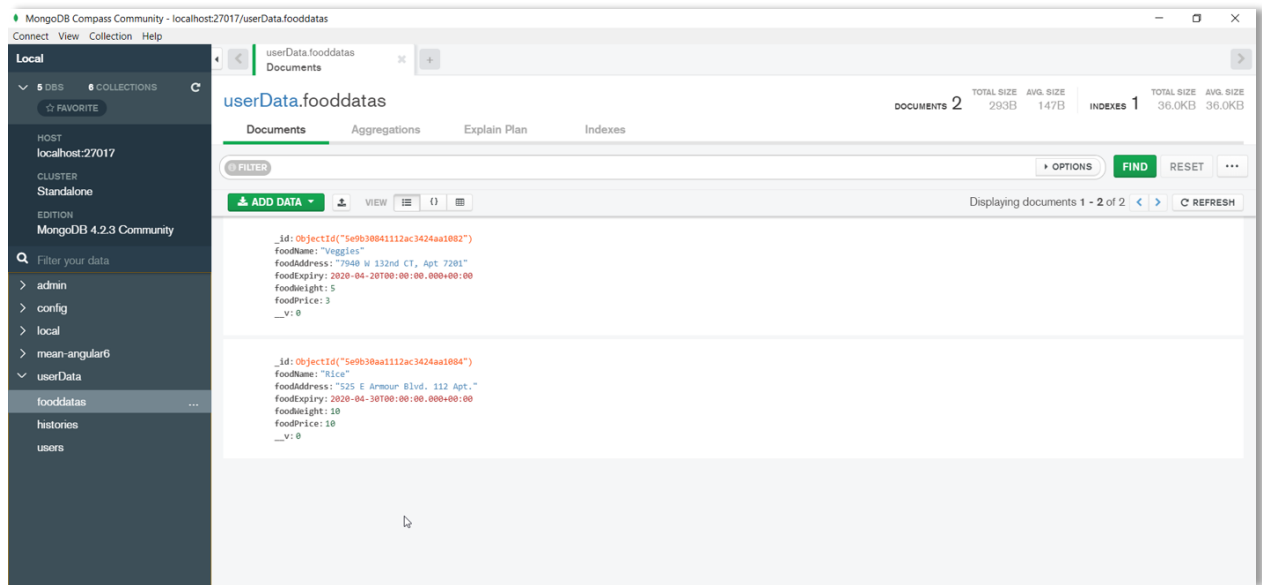 MongoDB Compass Community - localhost:27017/userData.fooddatas
Connect View Collection Help
Local
5 DBS 6 COLLECTIONS
FAVORITE
HOST
localhost:27017
CLUSTER
Standalone
EDITION
MongoDB 4.2.3 Community
Filter your data
admin
config
local
mean-angular6
userData
fooddatas ...
histories
users
userData.fooddatas
Documents
userData.fooddatas
DOCUMENTS 2 TOTAL SIZE 293B AVG. SIZE 147B INDEXES 1 TOTAL SIZE 36.0KB AVG. SIZE 36.0KB
Documents Aggregations Explain Plan Indexes
FILTER OPTIONS FIND RESET ...
ADD DATA VIEW {} Displaying documents 1 - 2 of 2 < > REFRESH
_id: ObjectId("5e9b30841112ac3424aa1082")
foodName: "Veggies"
foodAddress: "7940 W 132nd CT, Apt 7201"
foodExpiry: 2020-04-20T00:00:00.000+00:00
foodWeight: 5
foodPrice: 3
__v: 0
_id: ObjectId("5e9b30aa1112ac3424aa1084")
foodName: "Rice"
foodAddress: "525 E Armour Blvd. 112 Apt."
foodExpiry: 2020-04-30T00:00:00.000+00:00
foodWeight: 10
foodPrice: 10
__v: 0